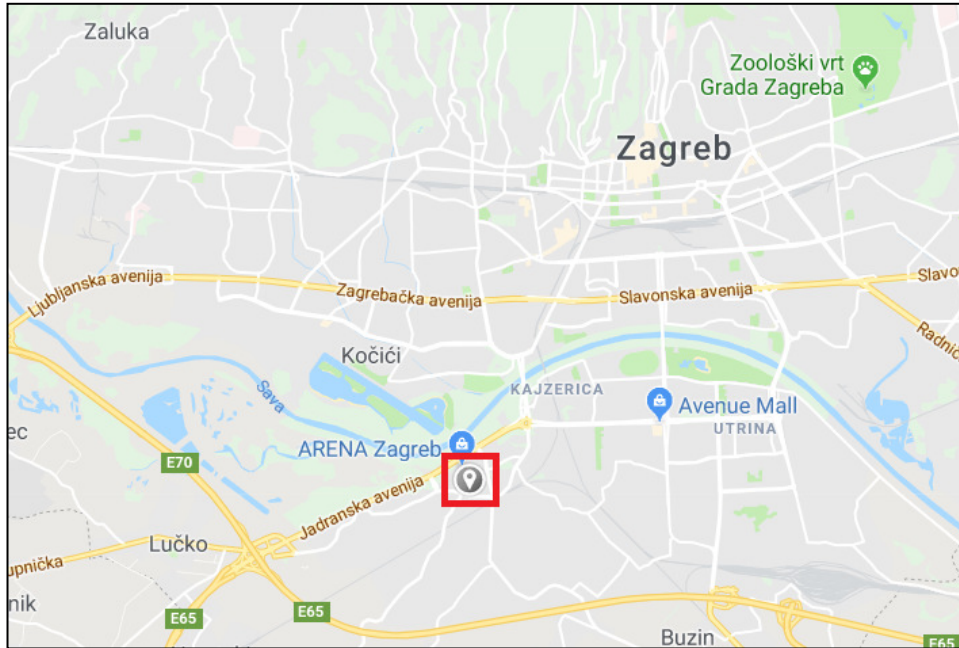 Zaluka
Zoološki vrt
Grada Zagreba
Zagreb
Ljubljanska avenija
Zagrebačka avenija
Slavonska avenija
Slavo
Radnič
Kočići
Sava
KAJZERICA
Avenue Mall
UTRINA
ec
ARENA Zagreb
E70
Jadranska avenija
Lučko
upnička
nik
E65
E65
Buzin
E65